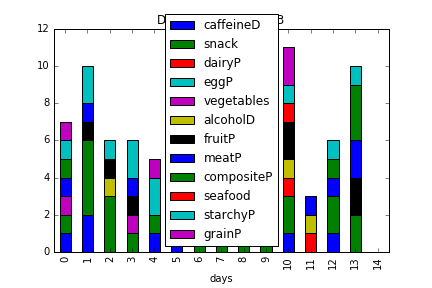 D 3
12
10
8
6
4
2
0
caffeineD
snack
dairyP
eggP
vegetables
alcoholD
fruitP
meatP
compositeP
seafood
starchyP
grainP
0 1 2 3 4 5 6 7 8 9 10 11 12 13 14
days